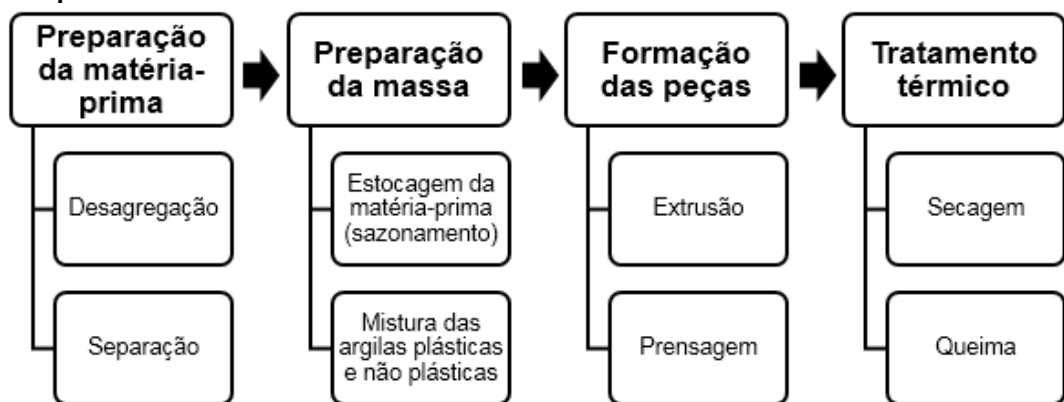 Preparação
da matéria-
prima
Desagregação
Separação
Preparação
da massa
Estocagem da
matéria-prima
(sazonamento)
Mistura das
argilas plásticas
e não plásticas
Formação
das peças
Extrusão
Prensagem
Tratamento
térmico
Secagem
Queima